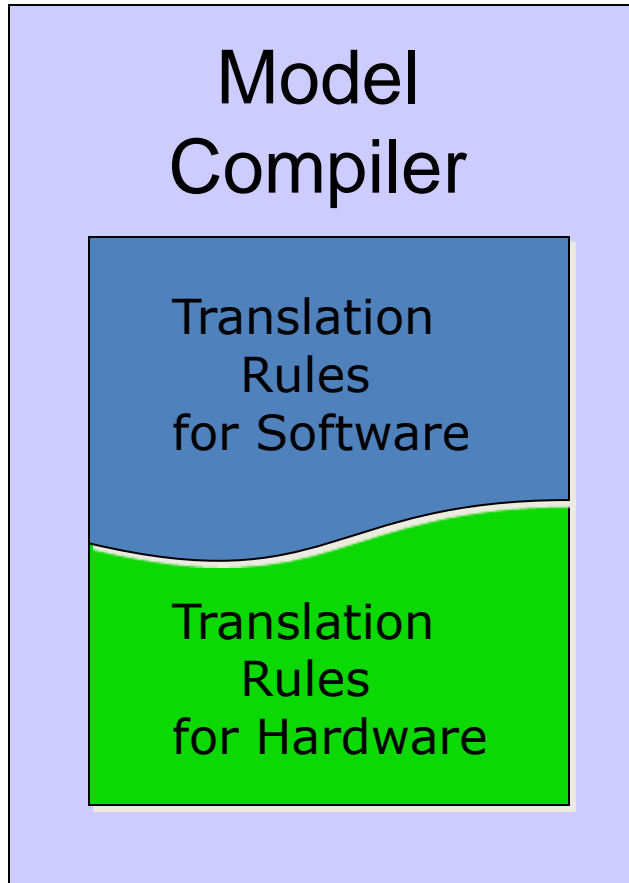 Model
Compiler
Translation
Rules
for Software
Translation
Rules
for Hardware